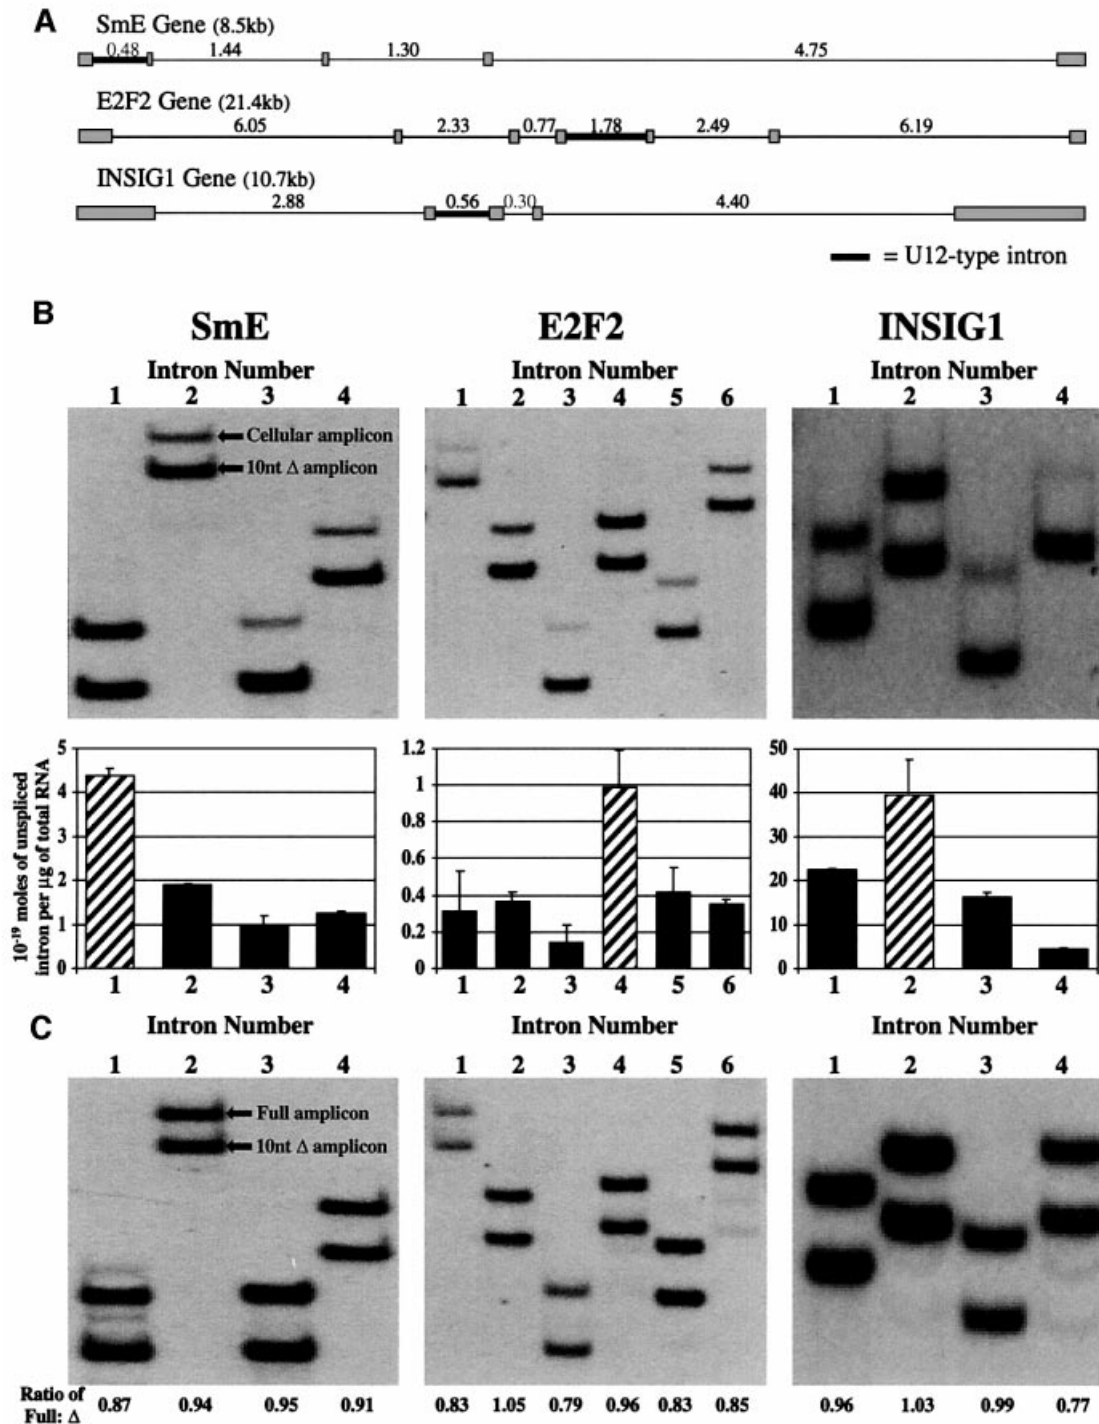 A
SmE Gene (8.5kb)
0.48 1.44 1.30 4.75
E2F2 Gene (21.4kb)
6.05 2.33 0.77 1.78 2.49 6.19
INSIG1 Gene (10.7kb)
2.88 0.56 0.30 4.40
= U12-type intron
B
SmE E2F2 INSIG1
Intron Number Intron Number Intron Number
1 2 3 4 1 2 3 4 5 6 1 2 3 4
Cellular amplicon
10nt Δ amplicon
10⁻¹⁹ moles of unspliced
intron per µg of total RNA
5 1.2 50
4 1 40
0.8
3 30
0.6
2 20
0.4
1 10
0.2
0 0 0
1 2 3 4 1 2 3 4 5 6 1 2 3 4
C
Intron Number Intron Number Intron Number
1 2 3 4 1 2 3 4 5 6 1 2 3 4
Full amplicon
10nt Δ amplicon
Ratio of
Full: Δ
0.87 0.94 0.95 0.91 0.83 1.05 0.79 0.96 0.83 0.85 0.96 1.03 0.99 0.77